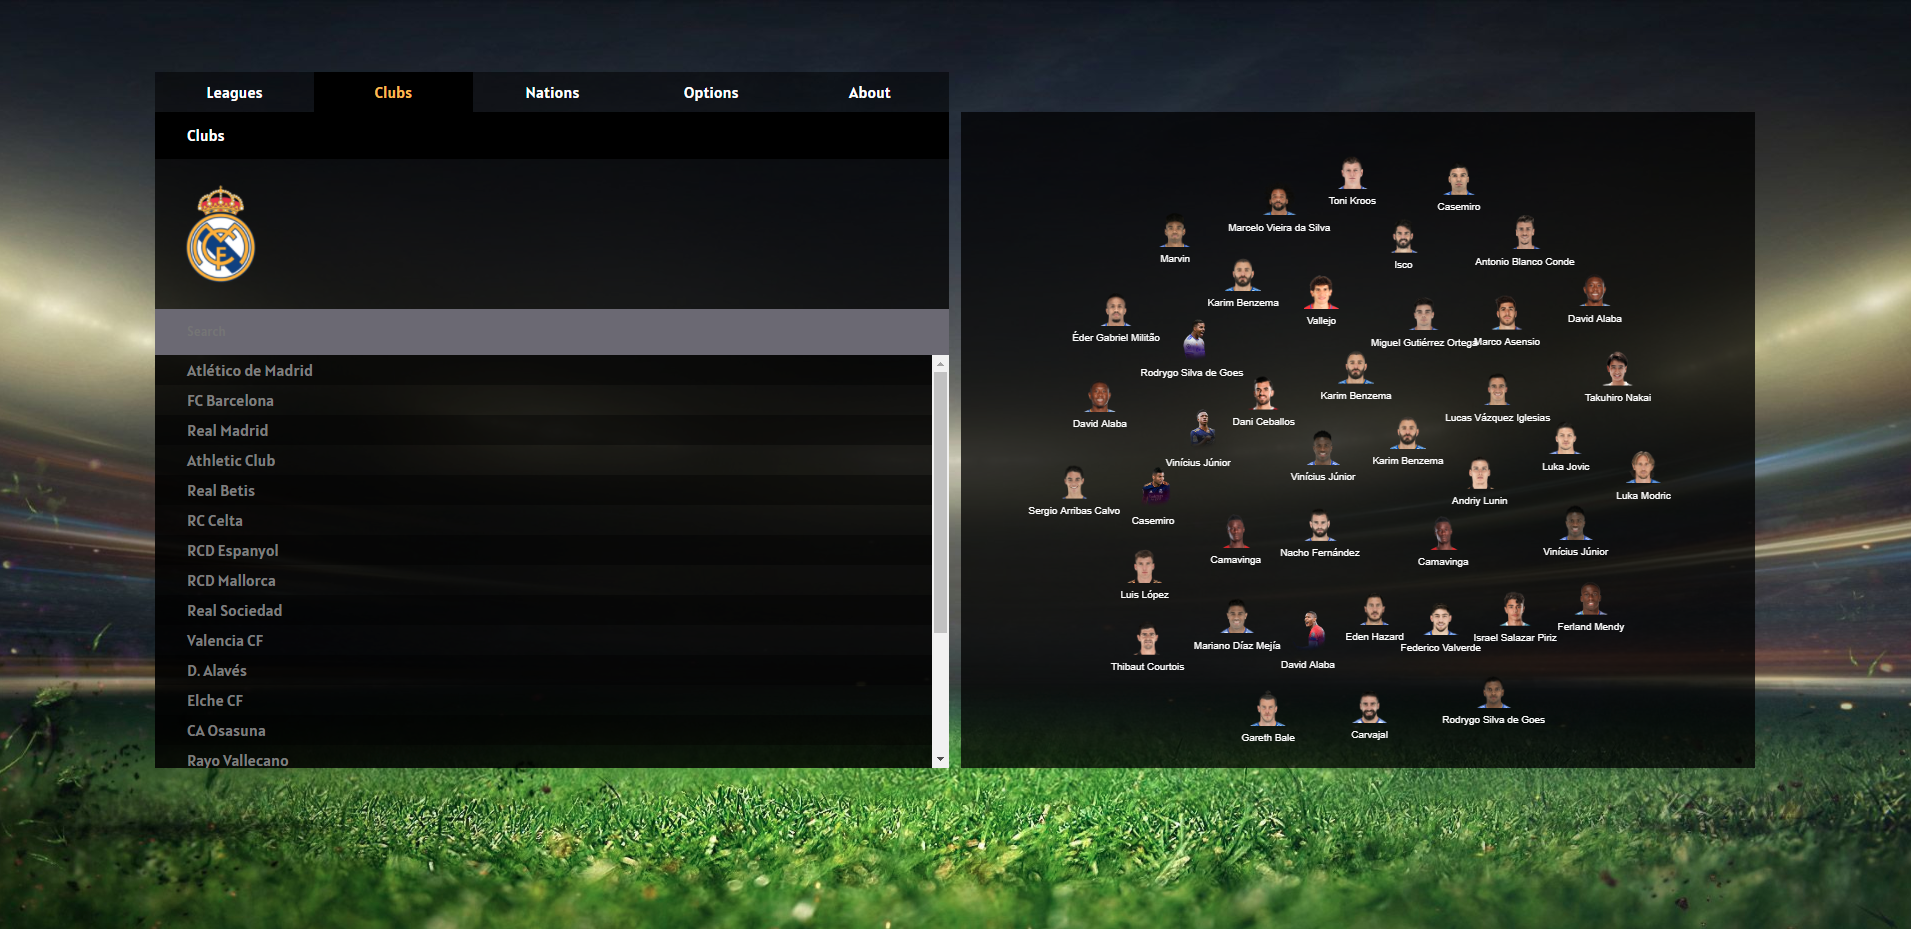 Leagues Clubs Nations Options About
Clubs
Search
Atlético de Madrid
FC Barcelona
Real Madrid
Athletic Club
Real Betis
RC Celta
RCD Espanyol
RCD Mallorca
Real Sociedad
Valencia CF
D. Alavés
Elche CF
CA Osasuna
Rayo Vallecano
Toni Kroos
Casemiro
Marcelo Vieira da Silva
Marvin
Isco
Antonio Blanco Conde
Karim Benzema
Vallejo
David Alaba
Éder Gabriel Militão
Miguel Gutiérrez Ortega
Marco Asensio
Rodrygo Silva de Goes
Karim Benzema
Takuhiro Nakai
David Alaba
Dani Ceballos
Lucas Vázquez Iglesias
Vinícius Júnior
Vinícius Júnior
Karim Benzema
Luka Jovic
Sergio Arribas Calvo
Casemiro
Andriy Lunin
Luka Modric
Camavinga
Nacho Fernández
Camavinga
Vinícius Júnior
Luis López
Mariano Díaz Mejía
Eden Hazard
Federico Valverde
Israel Salazar Piriz
Ferland Mendy
Thibaut Courtois
David Alaba
Gareth Bale
Carvajal
Rodrygo Silva de Goes